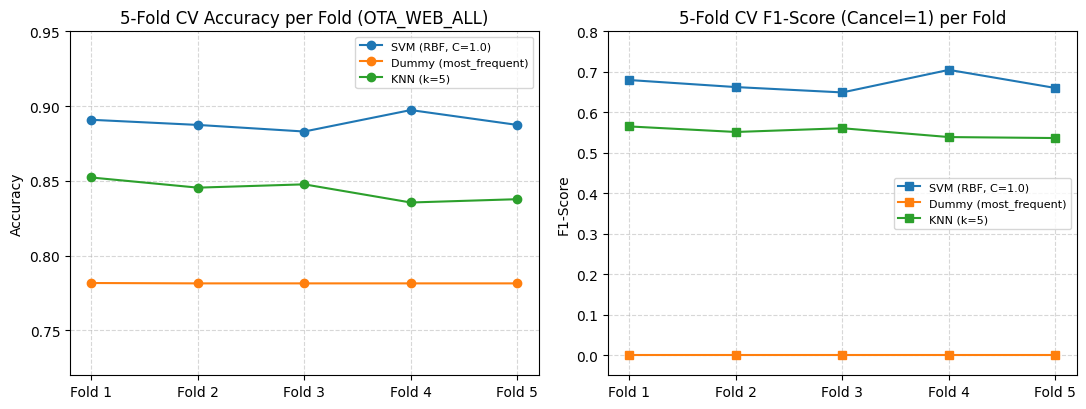 5-Fold CV Accuracy per Fold (OTA_WEB_ALL)
Accuracy
0.95
0.90
0.85
0.80
0.75
SVM (RBF, C=1.0)
Dummy (most_frequent)
KNN (k=5)
Fold 1 Fold 2 Fold 3 Fold 4 Fold 5
5-Fold CV F1-Score (Cancel=1) per Fold
F1-Score
0.8
0.7
0.6
0.5
0.4
0.3
0.2
0.1
0.0
SVM (RBF, C=1.0)
Dummy (most_frequent)
KNN (k=5)
Fold 1 Fold 2 Fold 3 Fold 4 Fold 5